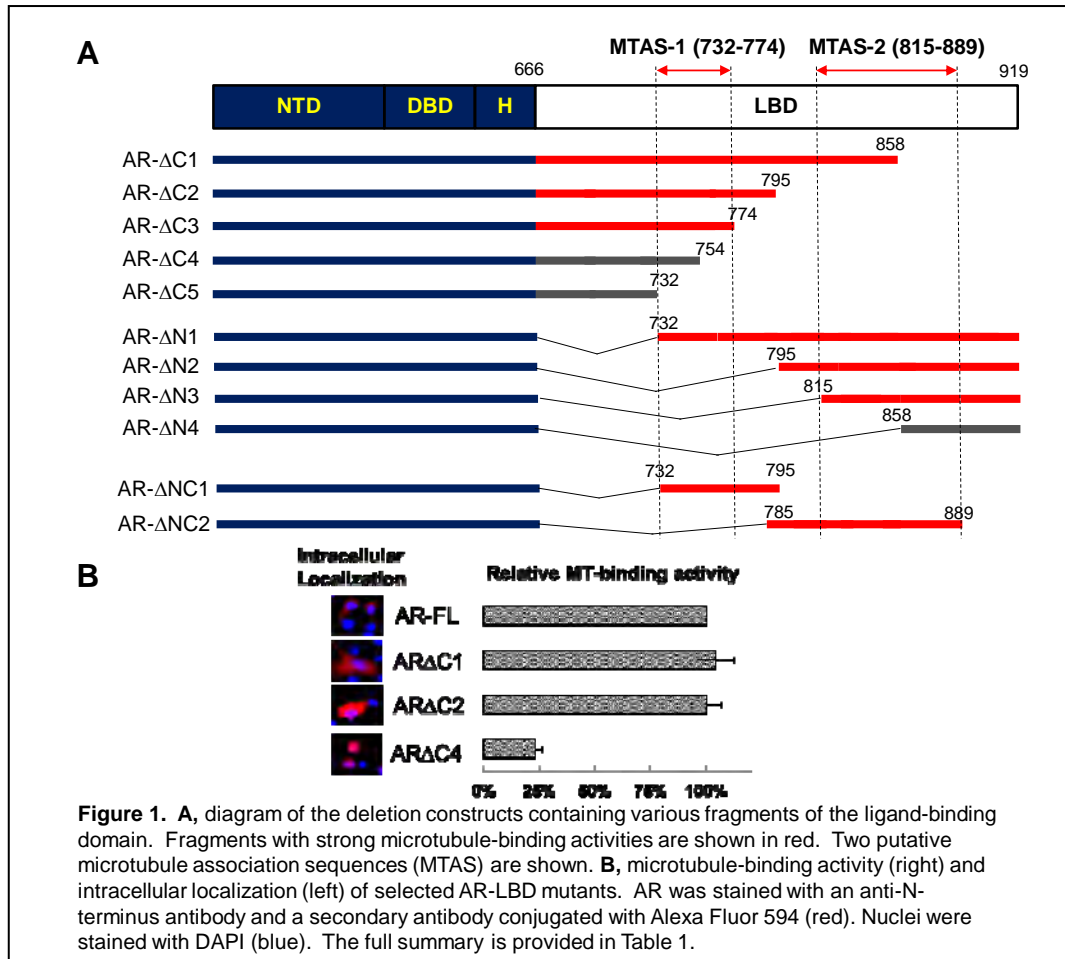 A
MTAS-1 (732-774) MTAS-2 (815-889)
666 919
NTD DBD H LBD
AR-ΔC1 858
AR-ΔC2 795
AR-ΔC3 774
AR-ΔC4 754
AR-ΔC5 732
AR-ΔN1 732
AR-ΔN2 795
AR-ΔN3 815
AR-ΔN4 858
AR-ΔNC1 732 795
AR-ΔNC2 785 889
B
Intracellular
Localization Relative MT-binding activity
AR-FL
ARΔC1
ARΔC2
ARΔC4
0% 25% 50% 75% 100%
Figure 1. A, diagram of the deletion constructs containing various fragments of the ligand-binding
domain. Fragments with strong microtubule-binding activities are shown in red. Two putative
microtubule association sequences (MTAS) are shown. B, microtubule-binding activity (right) and
intracellular localization (left) of selected AR-LBD mutants. AR was stained with an anti-N-
terminus antibody and a secondary antibody conjugated with Alexa Fluor 594 (red). Nuclei were
stained with DAPI (blue). The full summary is provided in Table 1.